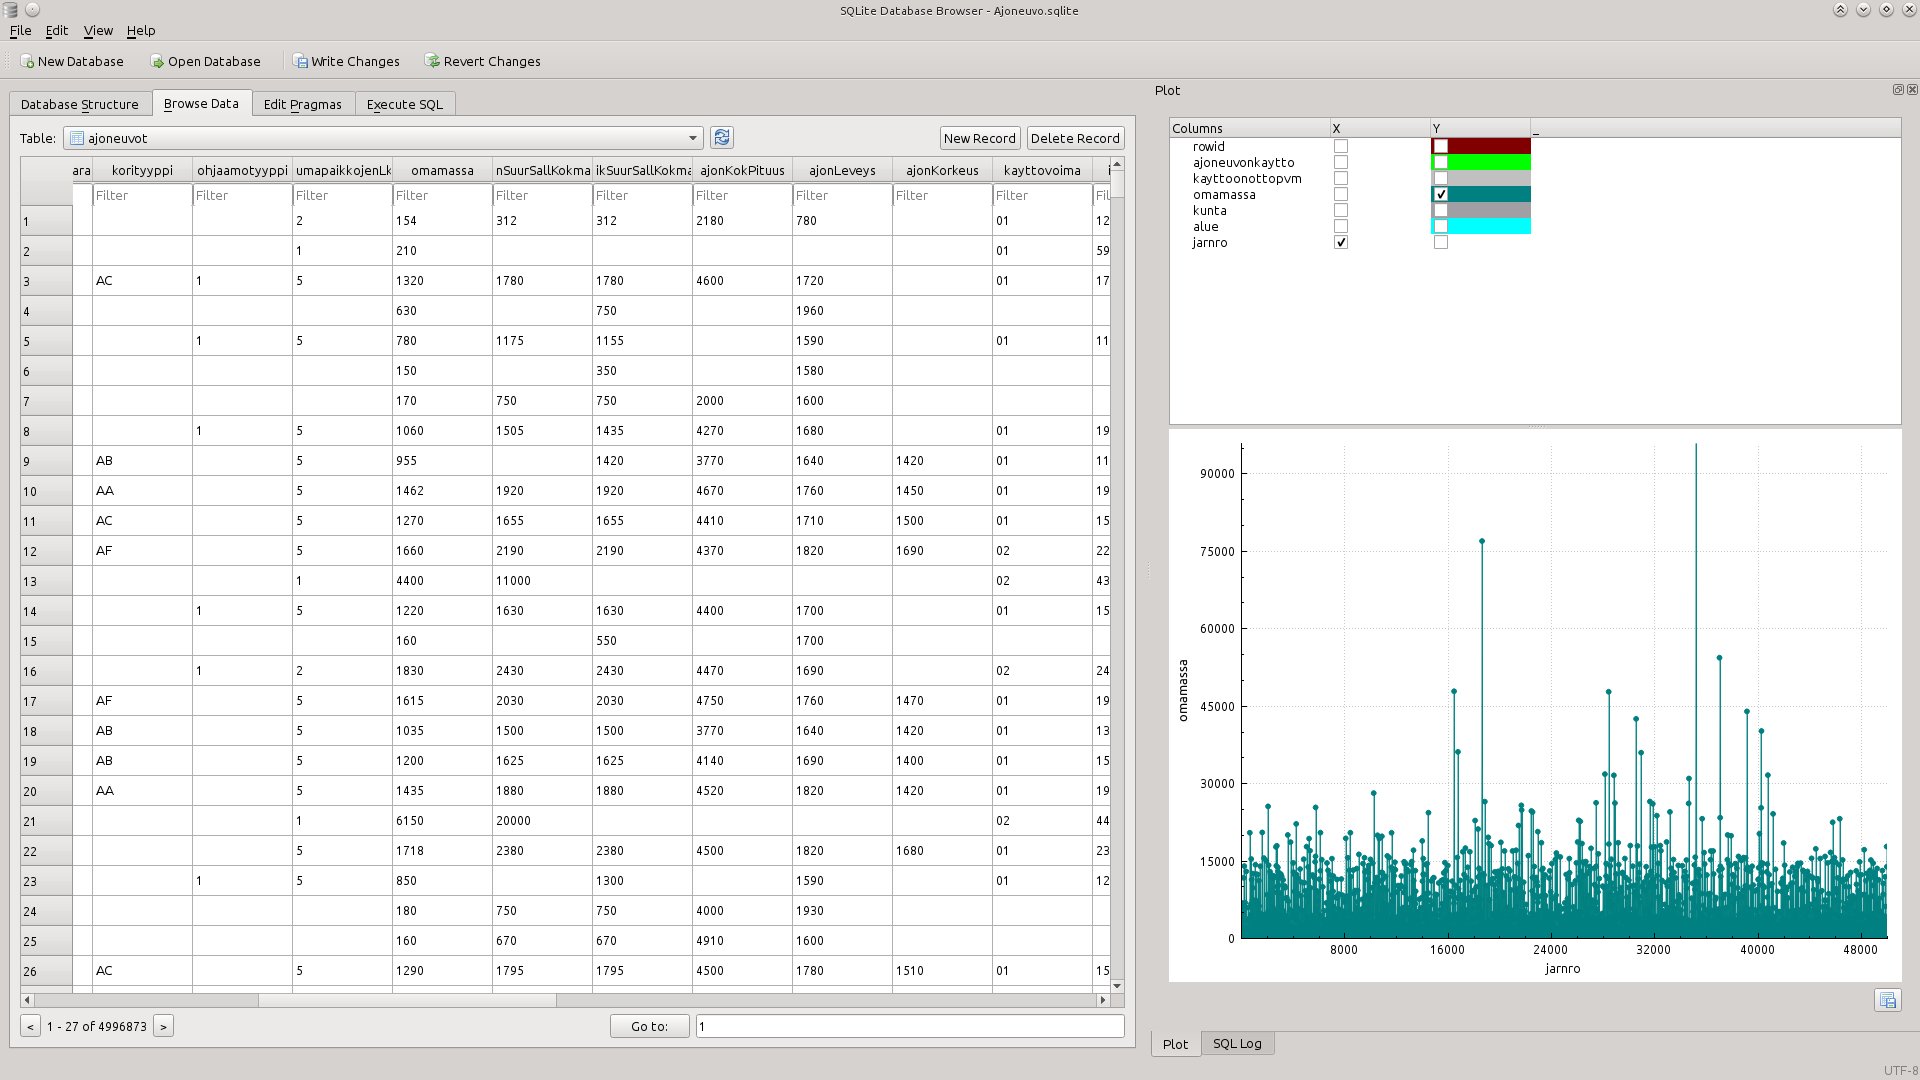 SQLite Database Browser - Ajoneuvo.sqlite
File Edit View Help
New Database Open Database Write Changes Revert Changes
Database Structure Browse Data Edit Pragmas Execute SQL
Table: ajoneuvot New Record Delete Record
ara korityyppi ohjaamotyyppi umapaikkojenLk omamassa nSuurSallKokma ikSuurSallKokma ajonKokPituus ajonLeveys ajonKorkeus kayttovoima
Filter Filter Filter Filter Filter Filter Filter Filter Filter Filter Fil
1 2 154 312 312 2180 780 01 12
2 1 210 01 59
3 AC 1 5 1320 1780 1780 4600 1720 01 17
4 630 750 1960
5 1 5 780 1175 1155 1590 01 11
6 150 350 1580
7 170 750 750 2000 1600
8 1 5 1060 1505 1435 4270 1680 01 19
9 AB 5 955 1420 3770 1640 1420 01 11
10 AA 5 1462 1920 1920 4670 1760 1450 01 19
11 AC 5 1270 1655 1655 4410 1710 1500 01 15
12 AF 5 1660 2190 2190 4370 1820 1690 02 22
13 1 4400 11000 02 43
14 1 5 1220 1630 1630 4400 1700 01 15
15 160 550 1700
16 1 2 1830 2430 2430 4470 1690 02 24
17 AF 5 1615 2030 2030 4750 1760 1470 01 19
18 AB 5 1035 1500 1500 3770 1640 1420 01 13
19 AB 5 1200 1625 1625 4140 1690 1400 01 15
20 AA 5 1435 1880 1880 4520 1820 1420 01 19
21 1 6150 20000 02 44
22 5 1718 2380 2380 4500 1820 1680 01 23
23 1 5 850 1300 1590 01 12
24 180 750 750 4000 1930
25 160 670 670 4910 1600
26 AC 5 1290 1795 1795 4500 1780 1510 01 15
< 1 - 27 of 4996873 > Go to: 1
Plot
Columns X Y _
rowid
ajoneuvonkaytto
kayttoonottopvm
omamassa
kunta
alue
jarnro
90000
75000
60000
45000
30000
15000
0
omamassa
8000 16000 24000 32000 40000 48000
jarnro
Plot SQL Log
UTF-8